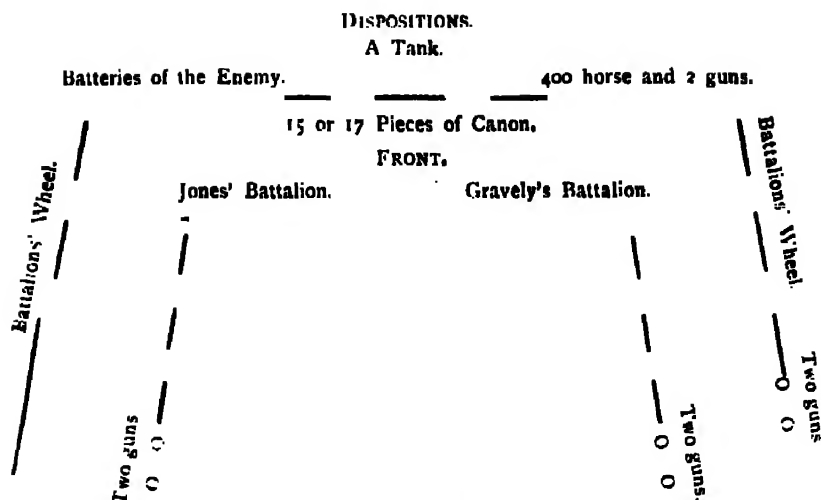 DISPOSITIONS.
A Tank.
Batteries of the Enemy.
400 horse and 2 guns.
15 or 17 Pieces of Canon.
FRONT.
Jones' Battalion.
Gravely's Battalion.
Battalions' Wheel.
Battalions' Wheel.
Two guns
Two guns.
Two guns